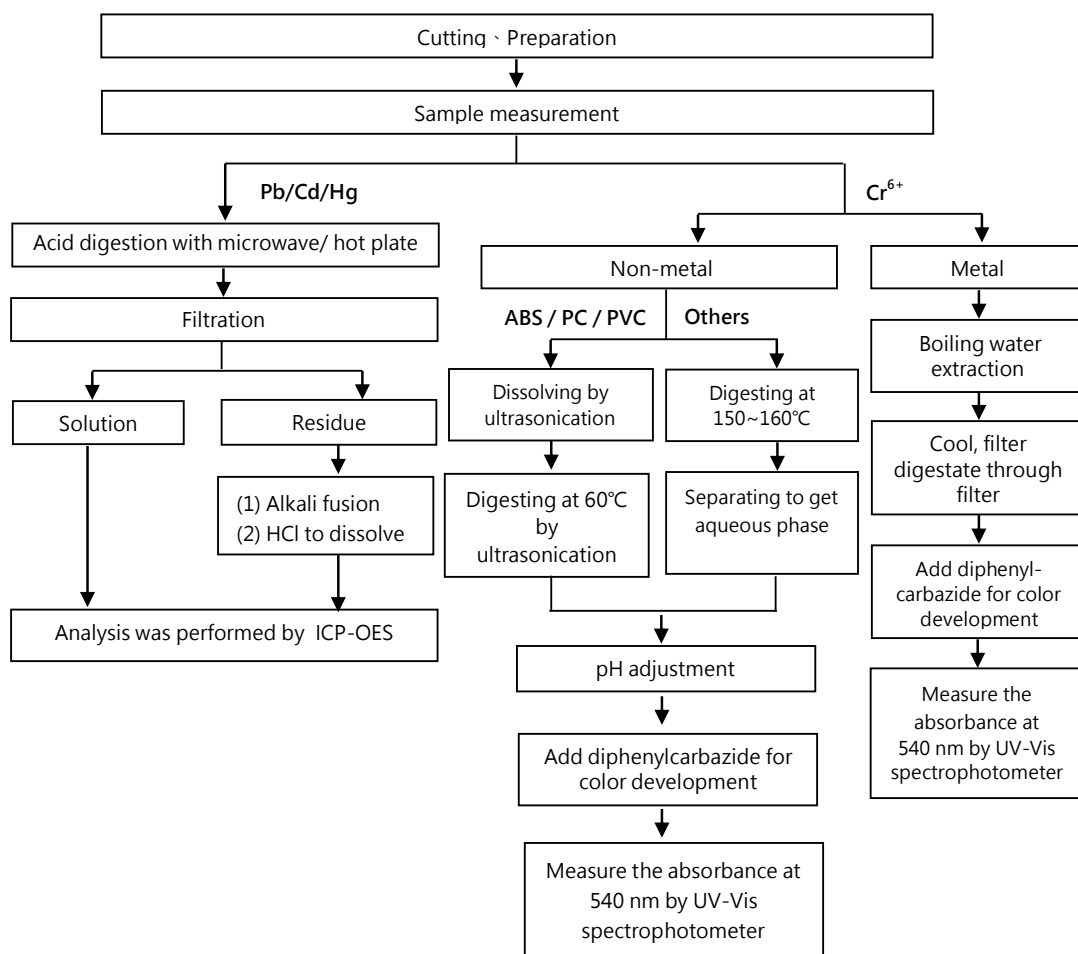 Cutting、Preparation
Sample measurement
Pb/Cd/Hg
Cr⁶⁺
Acid digestion with microwave/ hot plate
Non-metal
Metal
Filtration
ABS / PC / PVC
Others
Boiling water
extraction
Solution
Residue
Dissolving by
ultrasonication
Digesting at
150~160℃
Cool, filter
digestate through
filter
(1) Alkali fusion
(2) HCl to dissolve
Digesting at 60℃
by
ultrasonication
Separating to get
aqueous phase
Add diphenyl-
carbazide for color
development
Analysis was performed by ICP-OES
pH adjustment
Measure the
absorbance at
540 nm by UV-Vis
spectrophotometer
Add diphenylcarbazide for
color development
Measure the absorbance at
540 nm by UV-Vis
spectrophotometer